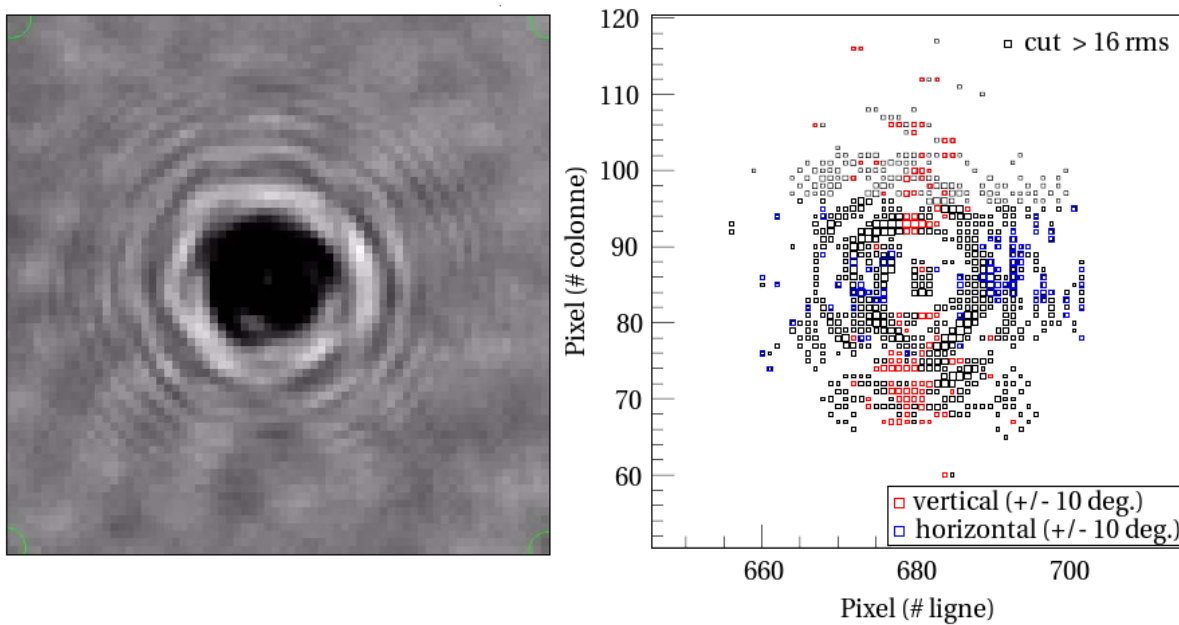 120
cut > 16 rms
110
100
90
80
70
60
vertical (+/- 10 deg.)
horizontal (+/- 10 deg.)
660
680
700
Pixel (# colonne)
Pixel (# ligne)